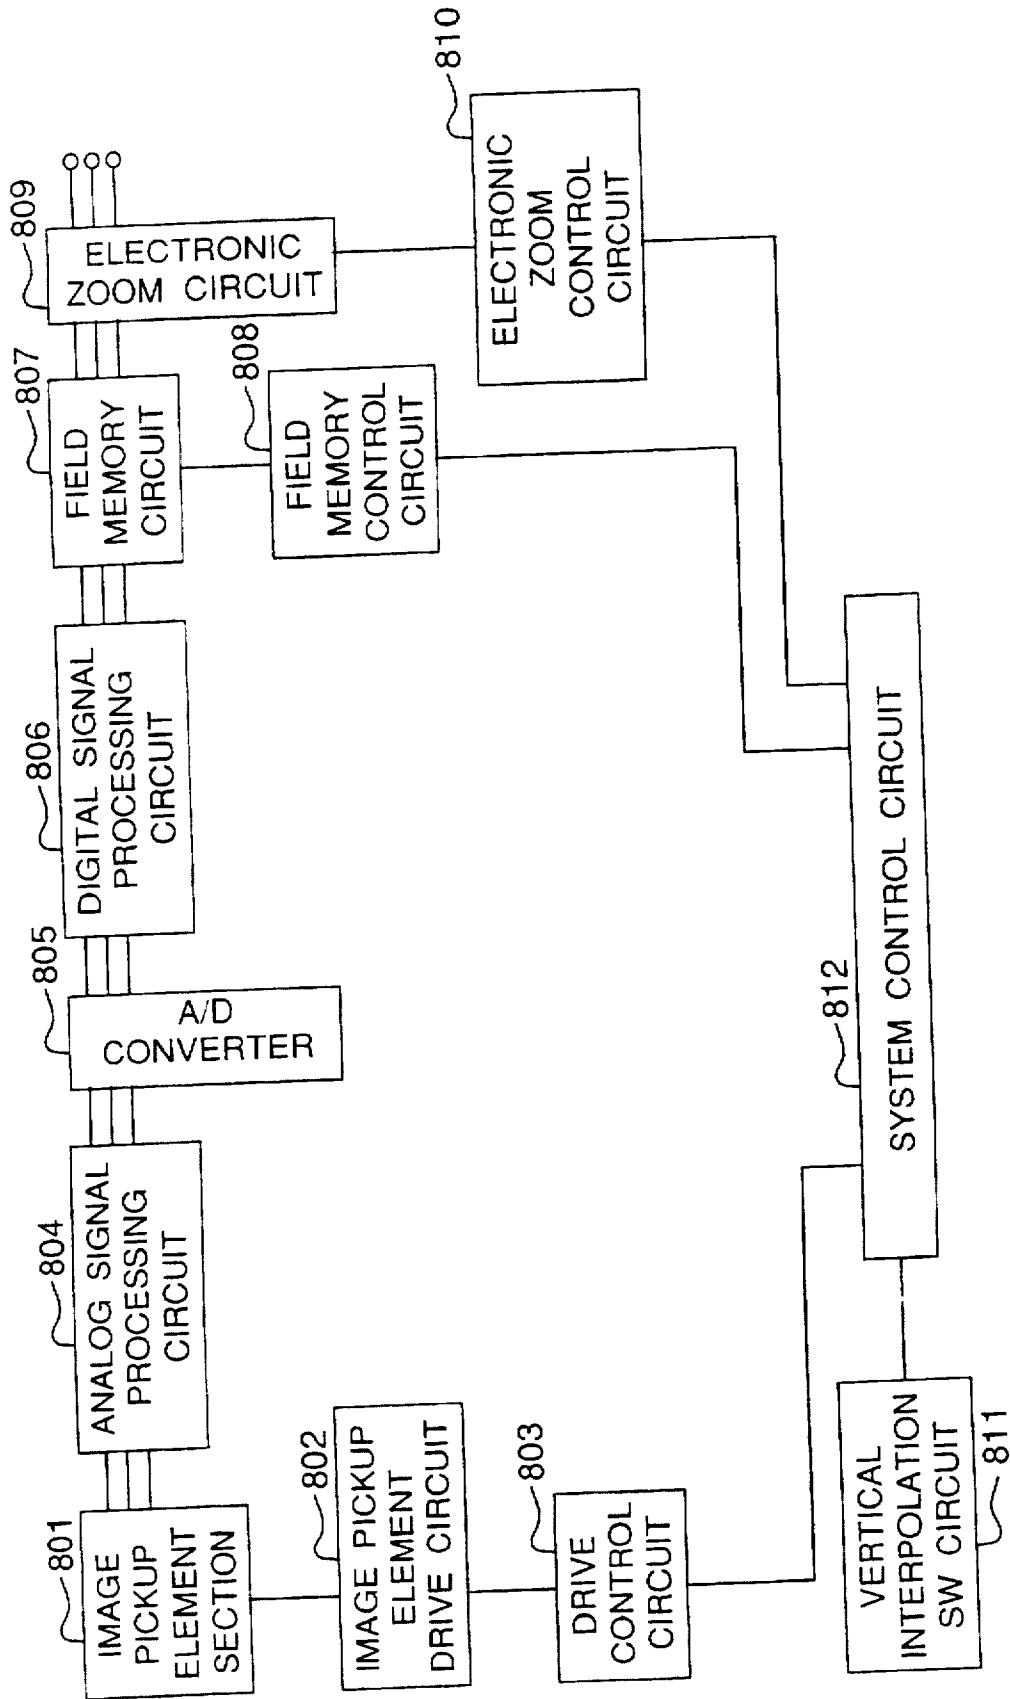 801
IMAGE
PICKUP
ELEMENT
SECTION
804
ANALOG SIGNAL
PROCESSING
CIRCUIT
805
A/D
CONVERTER
806
DIGITAL SIGNAL
PROCESSING
CIRCUIT
807
FIELD
MEMORY
CIRCUIT
809
ELECTRONIC
ZOOM CIRCUIT
802
IMAGE PICKUP
ELEMENT
DRIVE CIRCUIT
808
FIELD
MEMORY
CONTROL
CIRCUIT
810
ELECTRONIC
ZOOM
CONTROL
CIRCUIT
803
DRIVE
CONTROL
CIRCUIT
VERTICAL
INTERPOLATION
SW CIRCUIT
811
812
SYSTEM CONTROL CIRCUIT